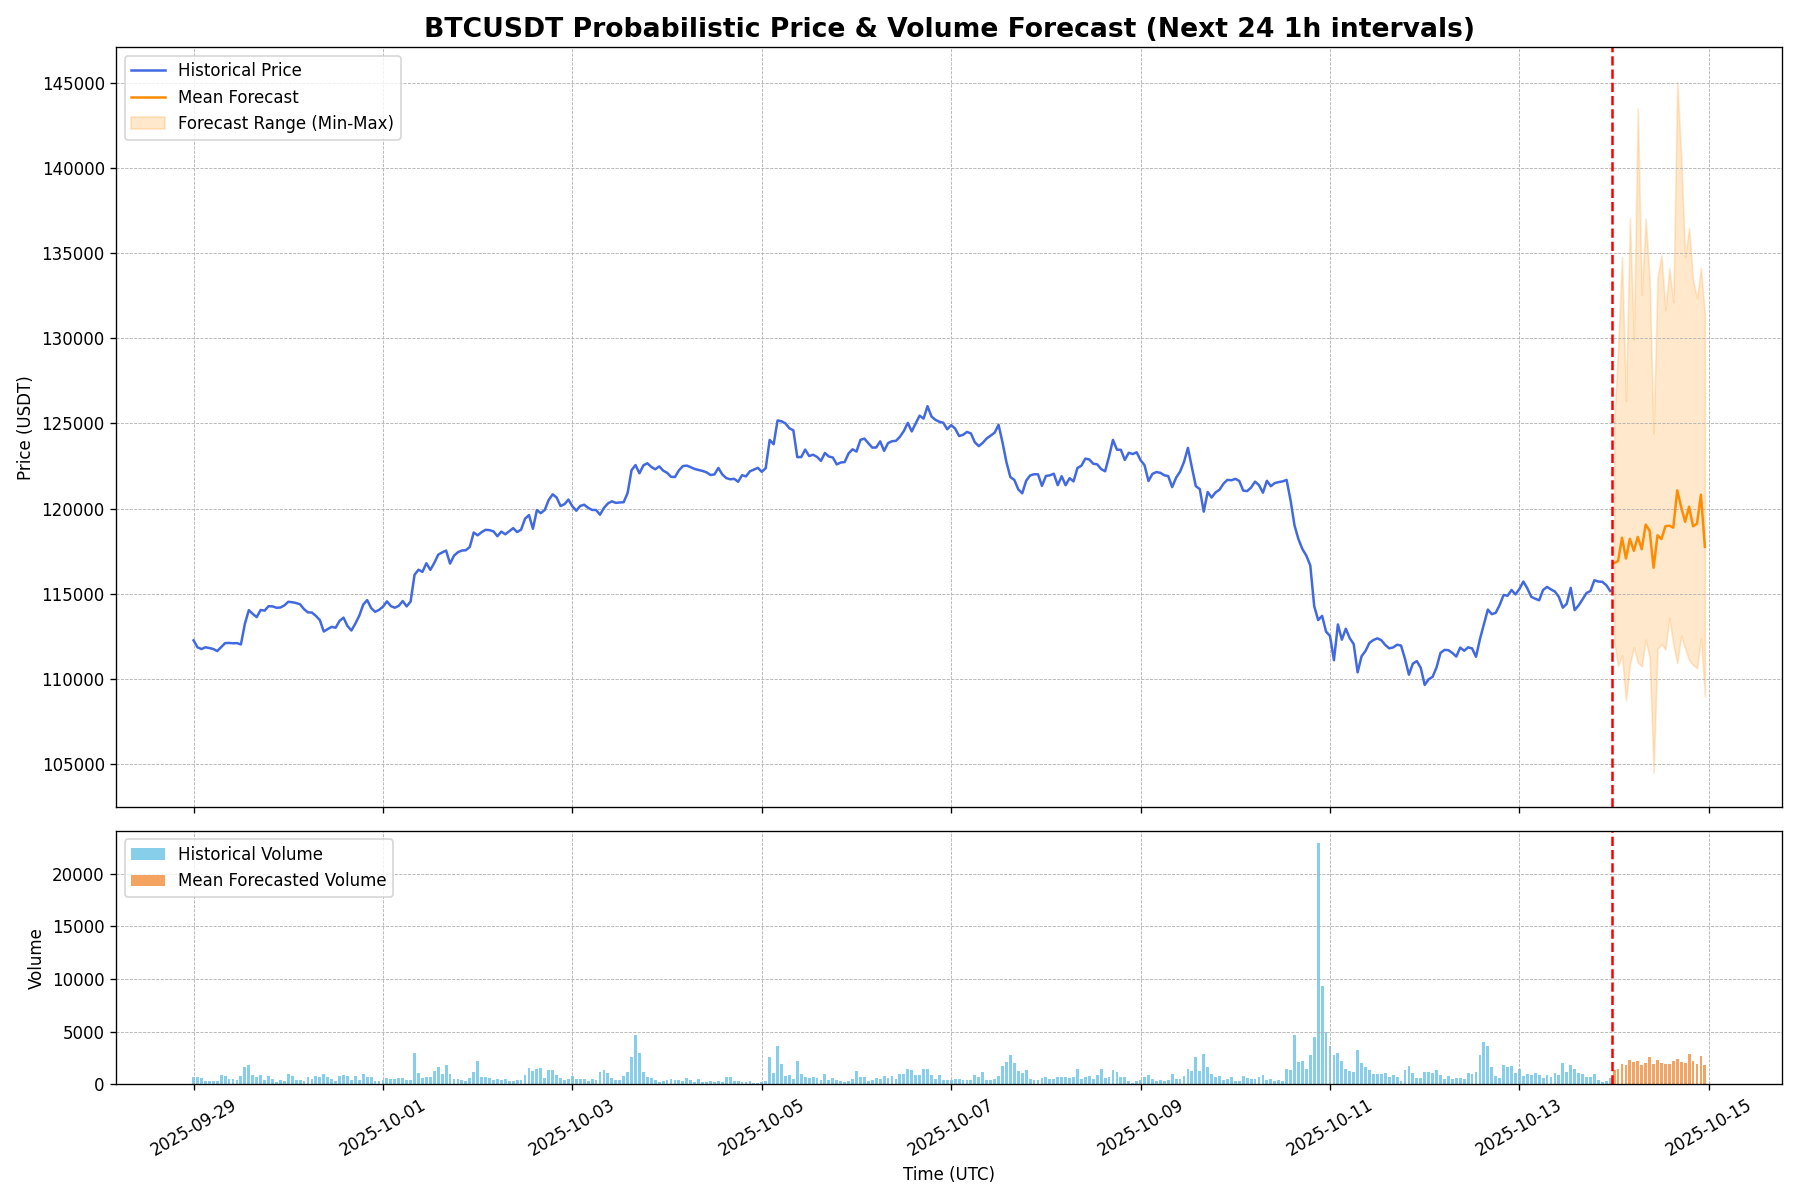 BTCUSDT Probabilistic Price & Volume Forecast (Next 24 1h intervals)
Historical Price
Mean Forecast
Forecast Range (Min-Max)
145000
140000
135000
130000
125000
120000
115000
110000
105000
Price (USDT)
Historical Volume
Mean Forecasted Volume
20000
15000
10000
5000
0
Volume
2025-09-29
2025-10-01
2025-10-03
2025-10-05
2025-10-07
2025-10-09
2025-10-11
2025-10-13
2025-10-15
Time (UTC)